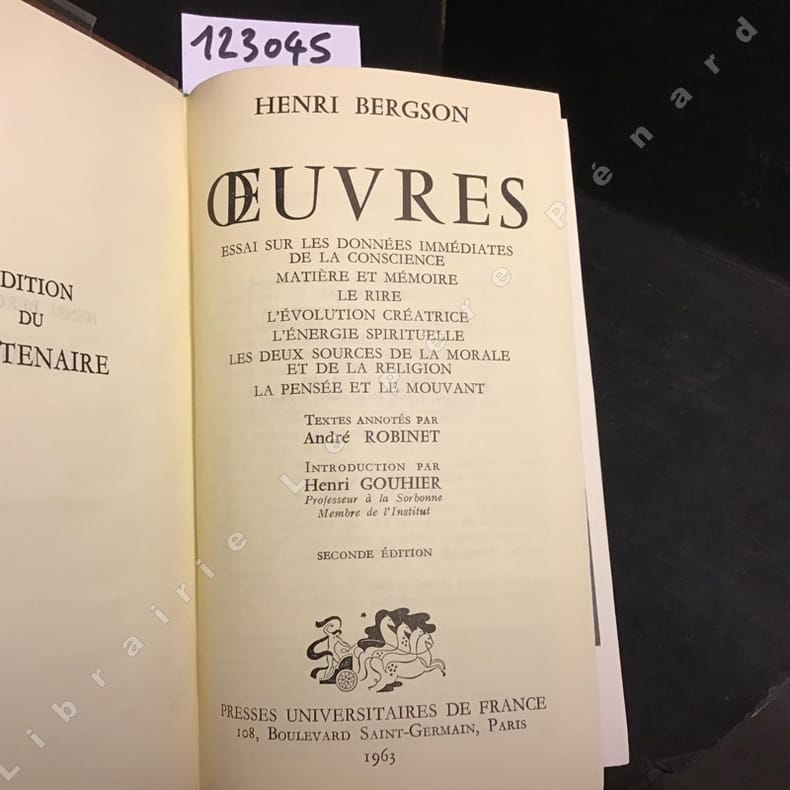 123045
DITION
DU
TENAIRE
HENRI BERGSON
ŒUVRES
ESSAI SUR LES DONNÉES IMMÉDIATES
DE LA CONSCIENCE
MATIÈRE ET MÉMOIRE
LE RIRE
L'ÉVOLUTION CRÉATRICE
L'ÉNERGIE SPIRITUELLE
LES DEUX SOURCES DE LA MORALE
ET DE LA RELIGION
LA PENSÉE ET LE MOUVANT
TEXTES ANNOTÉS PAR
André ROBINET
INTRODUCTION PAR
Henri GOUHIER
Professeur à la Sorbonne
Membre de l'Institut
SECONDE ÉDITION
PRESSES UNIVERSITAIRES DE FRANCE
108, BOULEVARD SAINT-GERMAIN, PARIS
1963
Librairie Le Père Pénard